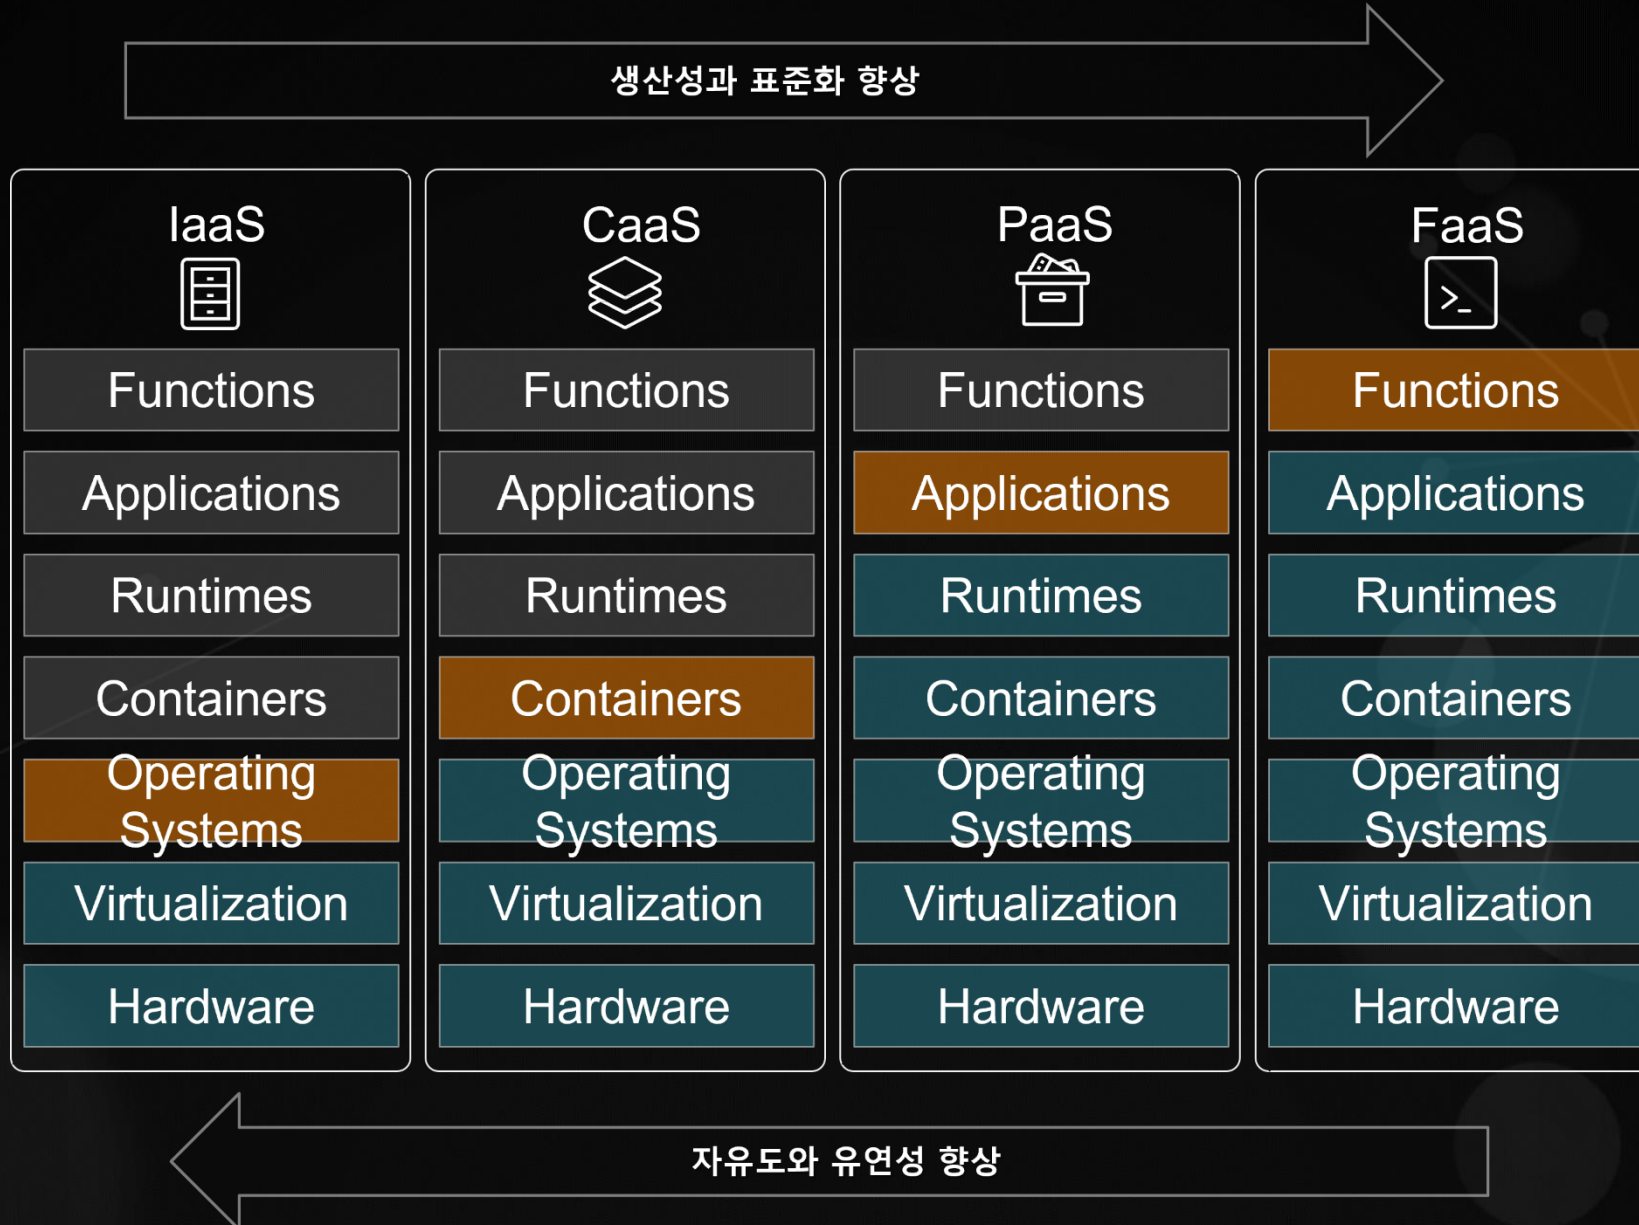 생산성과 표준화 향상
IaaS
Functions
Applications
Runtimes
Containers
Operating
Systems
Virtualization
Hardware
CaaS
Functions
Applications
Runtimes
Containers
Operating
Systems
Virtualization
Hardware
PaaS
Functions
Applications
Runtimes
Containers
Operating
Systems
Virtualization
Hardware
FaaS
Functions
Applications
Runtimes
Containers
Operating
Systems
Virtualization
Hardware
자유도와 유연성 향상